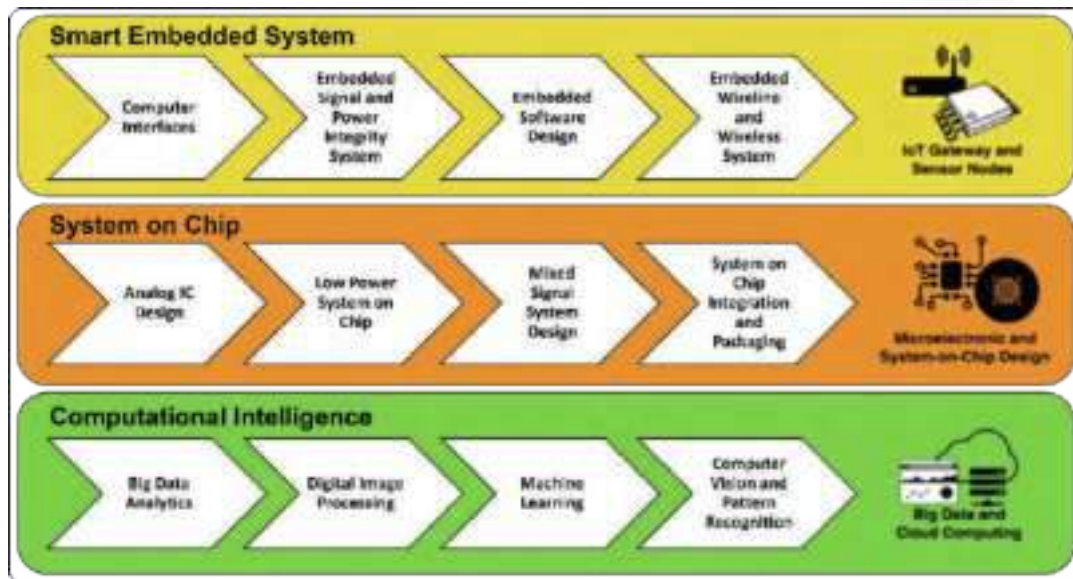 Smart Embedded System
Computer
Interfaces
Embedded
Signal and
Power
Integrity
System
Embedded
Software
Design
Embedded
Wireline
and
Wireless
System
IoT Gateway and
Sensor Nodes
System on Chip
Analog IC
Design
Low Power
System on
Chip
Mixed
Signal
System
Design
System on
Chip
Integration
and
Packaging
Microelectronic and
System-on-Chip Design
Computational Intelligence
Big Data
Analytics
Digital Image
Processing
Machine
Learning
Computer
Vision and
Pattern
Recognition
Big Data and
Cloud Computing